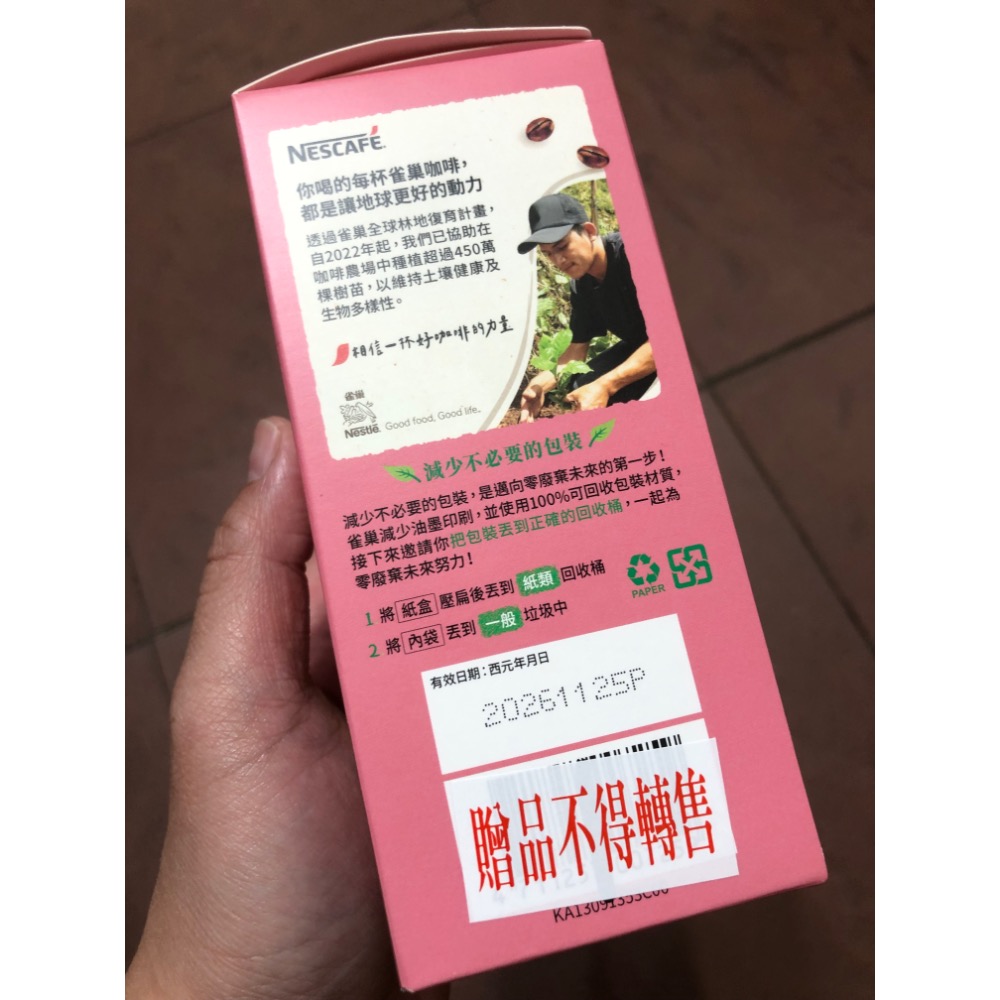 NESCAFÉ.
你喝的每杯雀巢咖啡，
都是讓地球更好的動力
透過雀巢全球林地復育計畫，
自2022年起，我們已協助在
咖啡農場中種植超過450萬
棵樹苗，以維持土壤健康及
生物多樣性。
相信一杯好咖啡的力量
雀巢
Nestlé. Good food, Good life.
減少不必要的包裝
減少不必要的包裝，是邁向零廢棄未來的第一步！
雀巢減少油墨印刷，並使用100%可回收包裝材質，
接下來邀請你把包裝丟到正確的回收桶，一起為
零廢棄未來努力！
1 將 紙盒 壓扁後丟到 紙類 回收桶
2 將 內袋 丟到 一般 垃圾中
PAPER
有效日期：西元年月日
20261125P
贈品不得轉售